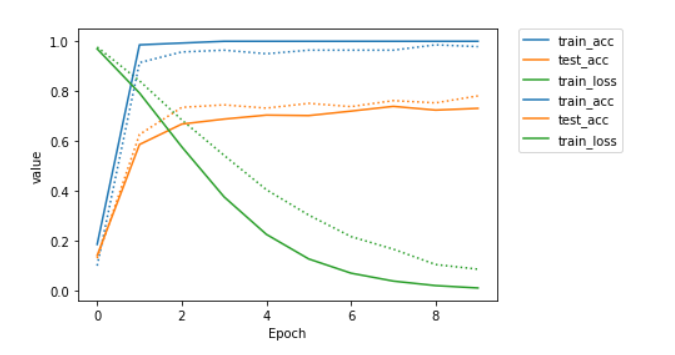 1.0
0.8
0.6
0.4
0.2
0.0
value
0
2
4
6
8
Epoch
train_acc
test_acc
train_loss
train_acc
test_acc
train_loss